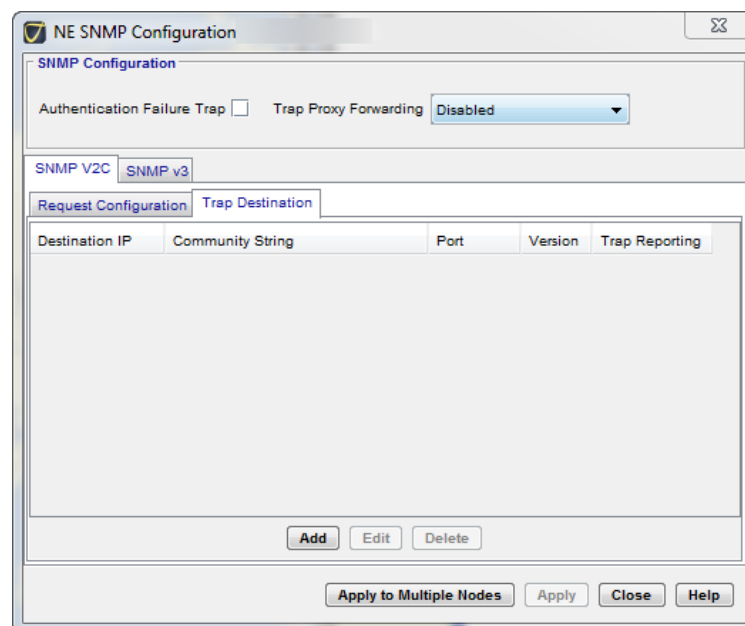 NE SNMP Configuration
SNMP Configuration
Authentication Failure Trap Trap Proxy Forwarding Disabled
SNMP V2C SNMP v3
Request Configuration Trap Destination
Destination IP Community String Port Version Trap Reporting
Add Edit Delete
Apply to Multiple Nodes Apply Close Help